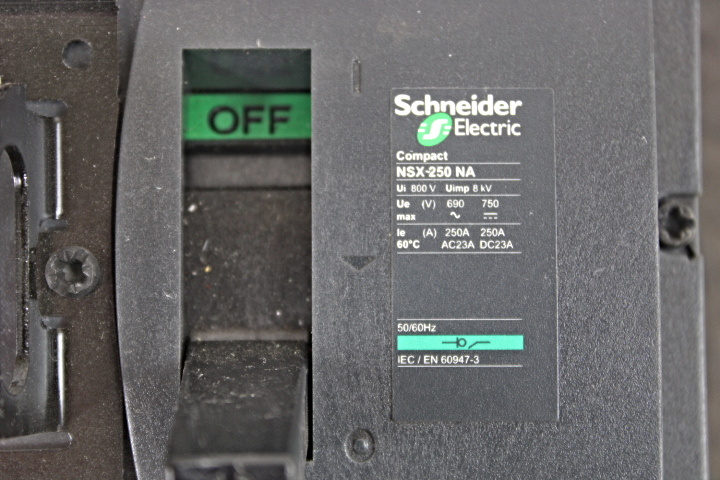 OFF
Schneider
Electric
Compact
NSX-250 NA
Ui 800 V Uimp 8 kV
Ue (V) 690 750
max ~ ⎓
Ie (A) 250A 250A
60°C AC23A DC23A
50/60Hz
IEC / EN 60947-3